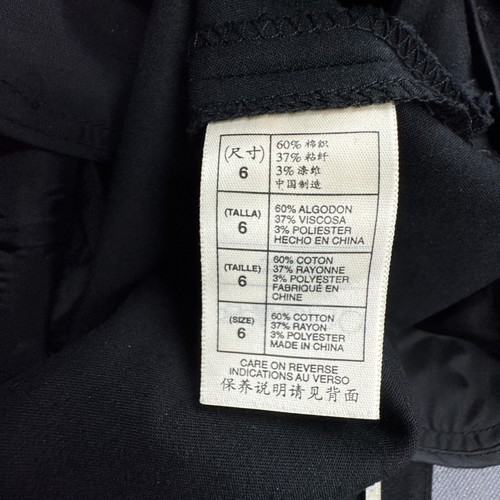 (尺寸)
6
60% 棉织
37% 粘纤
3% 涤维
中国制造
(TALLA)
6
60% ALGODON
37% VISCOSA
3% POLIESTER
HECHO EN CHINA
(TAILLE)
6
60% COTON
37% RAYONNE
3% POLYESTER
FABRIQUÉ EN
CHINE
(SIZE)
6
60% COTTON
37% RAYON
3% POLYESTER
MADE IN CHINA
CARE ON REVERSE
INDICATIONS AU VERSO
保养说明请见背面